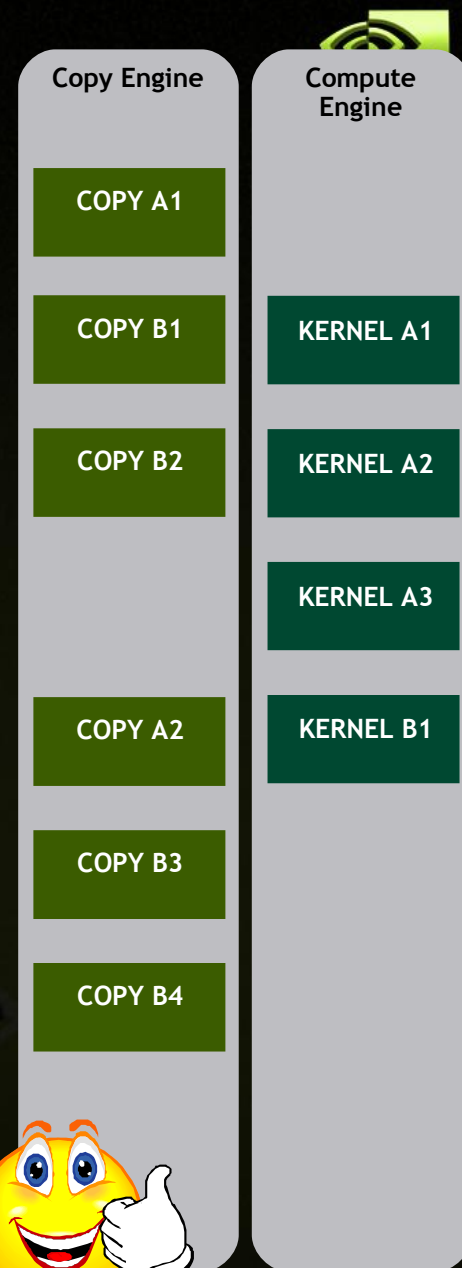 Copy Engine
COPY A1
COPY B1
COPY B2
COPY A2
COPY B3
COPY B4
Compute
Engine
KERNEL A1
KERNEL A2
KERNEL A3
KERNEL B1